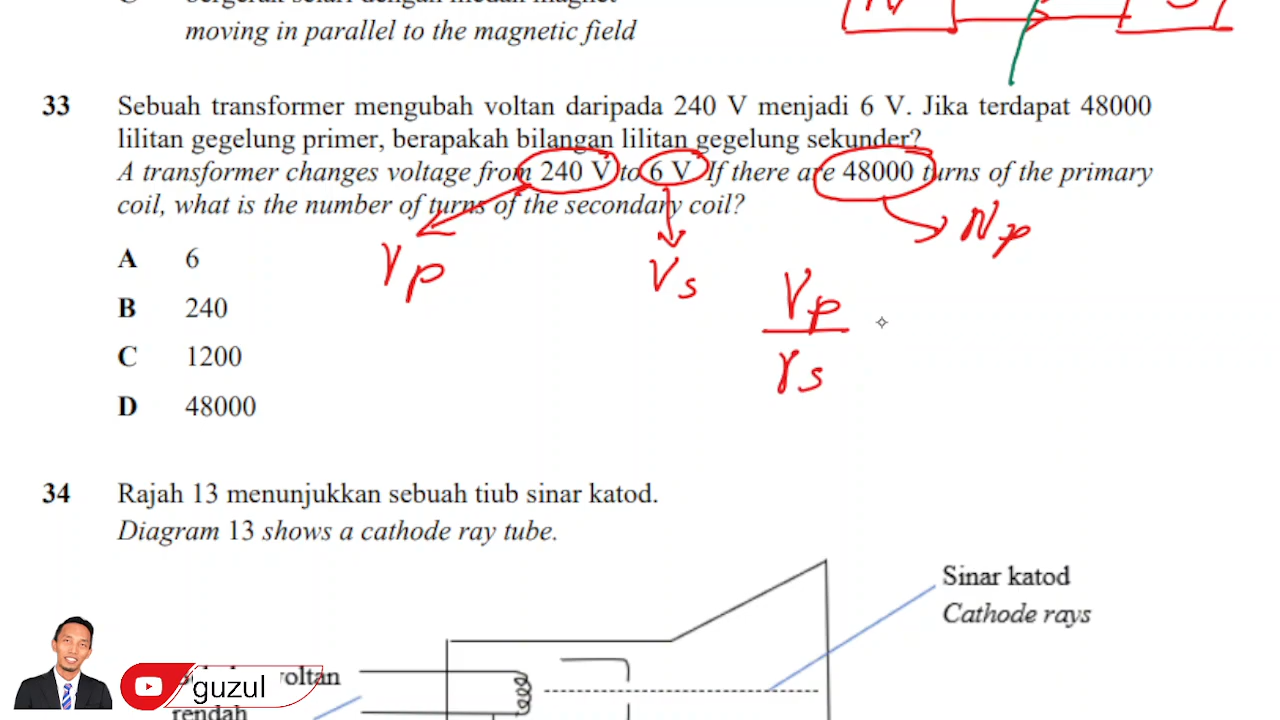 moving in parallel to the magnetic field
33 Sebuah transformer mengubah voltan daripada 240 V menjadi 6 V. Jika terdapat 48000
lilitan gegelung primer, berapakah bilangan lilitan gegelung sekunder?
A transformer changes voltage from 240 V to 6 V If there are 48000 turns of the primary
coil, what is the number of turns of the secondary coil?
Vp
Vs
Np
A 6
B 240
C 1200
D 48000
Vp
Vs
34 Rajah 13 menunjukkan sebuah tiub sinar katod.
Diagram 13 shows a cathode ray tube.
Sinar katod
Cathode rays
voltan
rendah
guzul